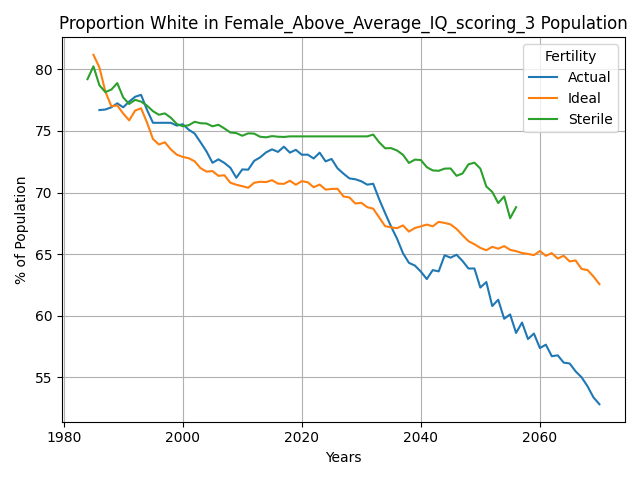 Proportion White in Female_Above_Average_IQ_scoring_3 Population
Fertility
Actual
Ideal
Sterile
% of Population
80
75
70
65
60
55
1980
2000
2020
2040
2060
Years